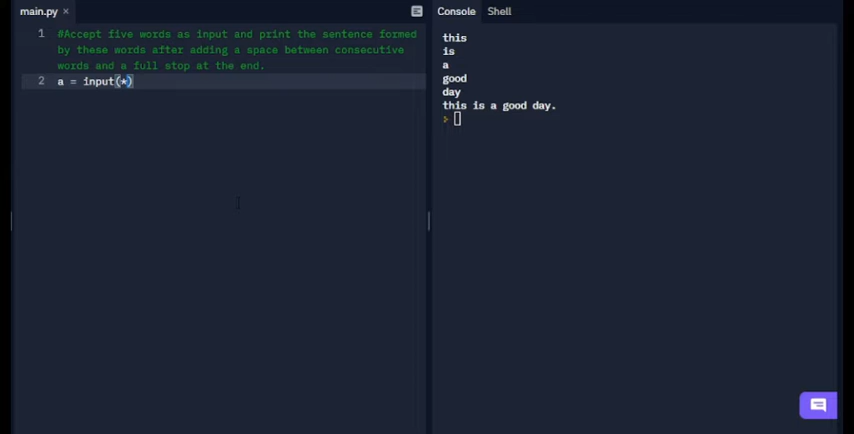 main.py ×
Console Shell
1 #Accept five words as input and print the sentence formed
by these words after adding a space between consecutive
words and a full stop at the end.
2 a = input(*)
this
is
a
good
day
this is a good day.